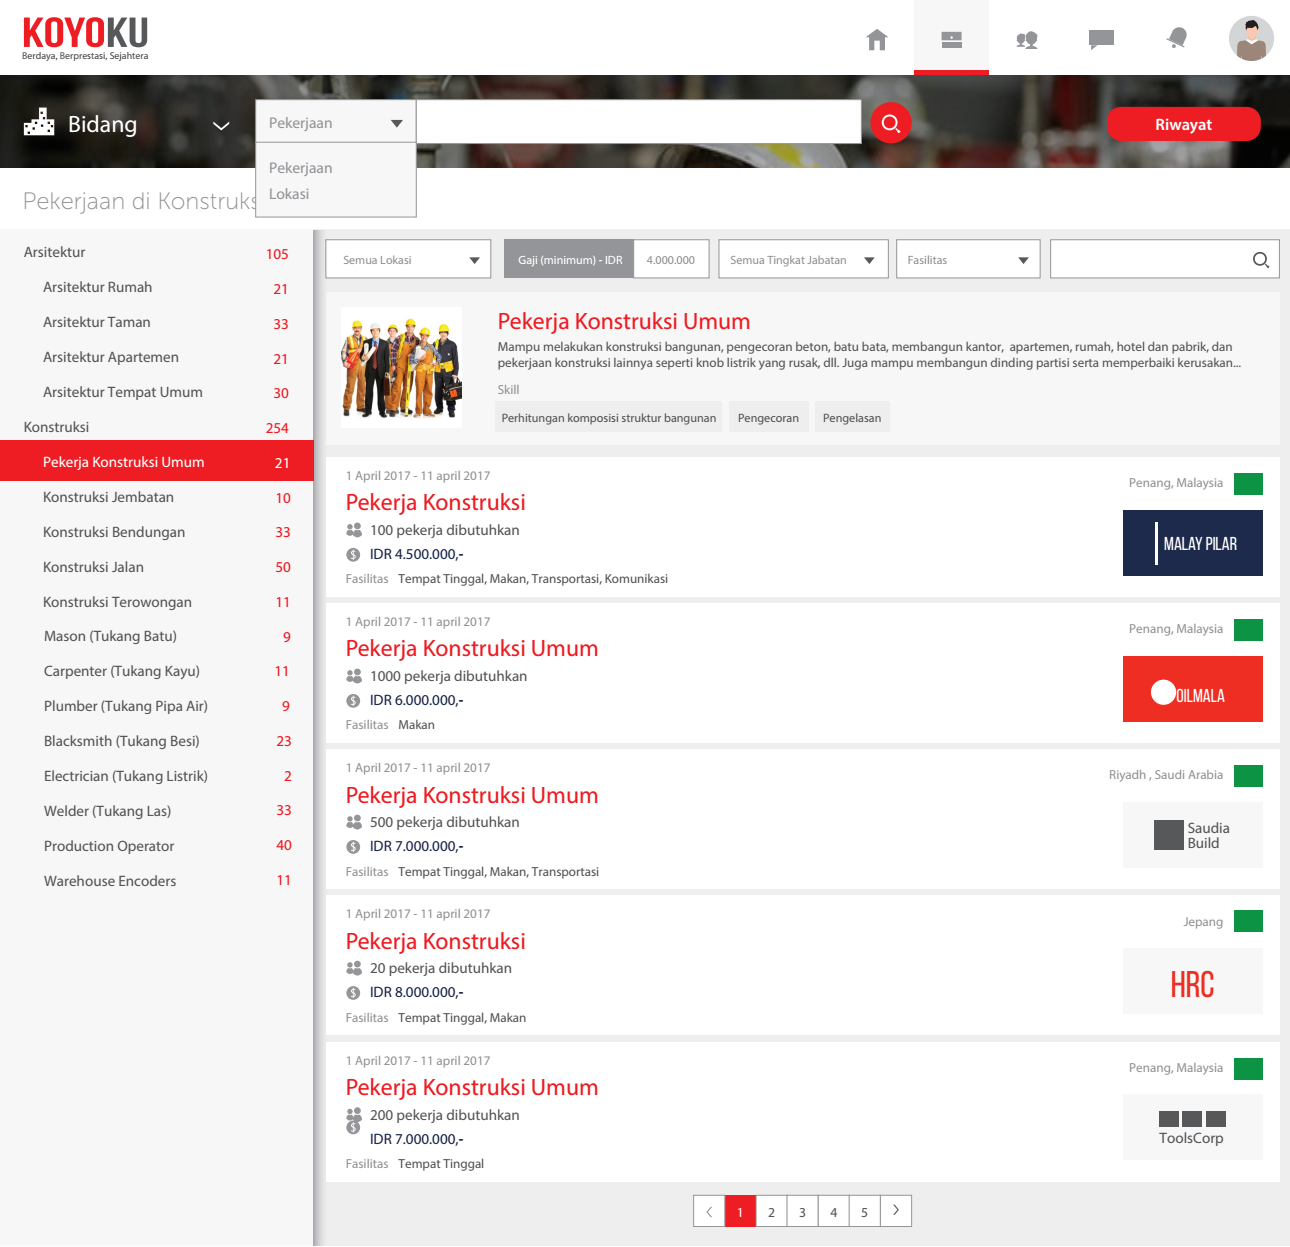 KOYOKU
Berdaya, Berprestasi, Sejahtera
Bidang
Pekerjaan
Riwayat
Pekerjaan
Lokasi
Pekerjaan di Konstruks
Arsitektur 105
Arsitektur Rumah 21
Arsitektur Taman 33
Arsitektur Apartemen 21
Arsitektur Tempat Umum 30
Konstruksi 254
Pekerja Konstruksi Umum 21
Konstruksi Jembatan 10
Konstruksi Bendungan 33
Konstruksi Jalan 50
Konstruksi Terowongan 11
Mason (Tukang Batu) 9
Carpenter (Tukang Kayu) 11
Plumber (Tukang Pipa Air) 9
Blacksmith (Tukang Besi) 23
Electrician (Tukang Listrik) 2
Welder (Tukang Las) 33
Production Operator 40
Warehouse Encoders 11
Semua Lokasi Gaji (minimum) - IDR 4.000.000 Semua Tingkat Jabatan Fasilitas
Pekerja Konstruksi Umum
Mampu melakukan konstruksi bangunan, pengecoran beton, batu bata, membangun kantor, apartemen, rumah, hotel dan pabrik, dan
pekerjaan konstruksi lainnya seperti knob listrik yang rusak, dll. Juga mampu membangun dinding partisi serta memperbaiki kerusakan...
Skill
Perhitungan komposisi struktur bangunan Pengecoran Pengelasan
1 April 2017 - 11 april 2017
Pekerja Konstruksi
100 pekerja dibutuhkan
IDR 4.500.000,-
Fasilitas Tempat Tinggal, Makan, Transportasi, Komunikasi
Penang, Malaysia
MALAY PILAR
1 April 2017 - 11 april 2017
Pekerja Konstruksi Umum
1000 pekerja dibutuhkan
IDR 6.000.000,-
Fasilitas Makan
Penang, Malaysia
OILMALA
1 April 2017 - 11 april 2017
Pekerja Konstruksi Umum
500 pekerja dibutuhkan
IDR 7.000.000,-
Fasilitas Tempat Tinggal, Makan, Transportasi
Riyadh , Saudi Arabia
Saudia
Build
1 April 2017 - 11 april 2017
Pekerja Konstruksi
20 pekerja dibutuhkan
IDR 8.000.000,-
Fasilitas Tempat Tinggal, Makan
Jepang
HRC
1 April 2017 - 11 april 2017
Pekerja Konstruksi Umum
200 pekerja dibutuhkan
IDR 7.000.000,-
Fasilitas Tempat Tinggal
Penang, Malaysia
ToolsCorp
< 1 2 3 4 5 >